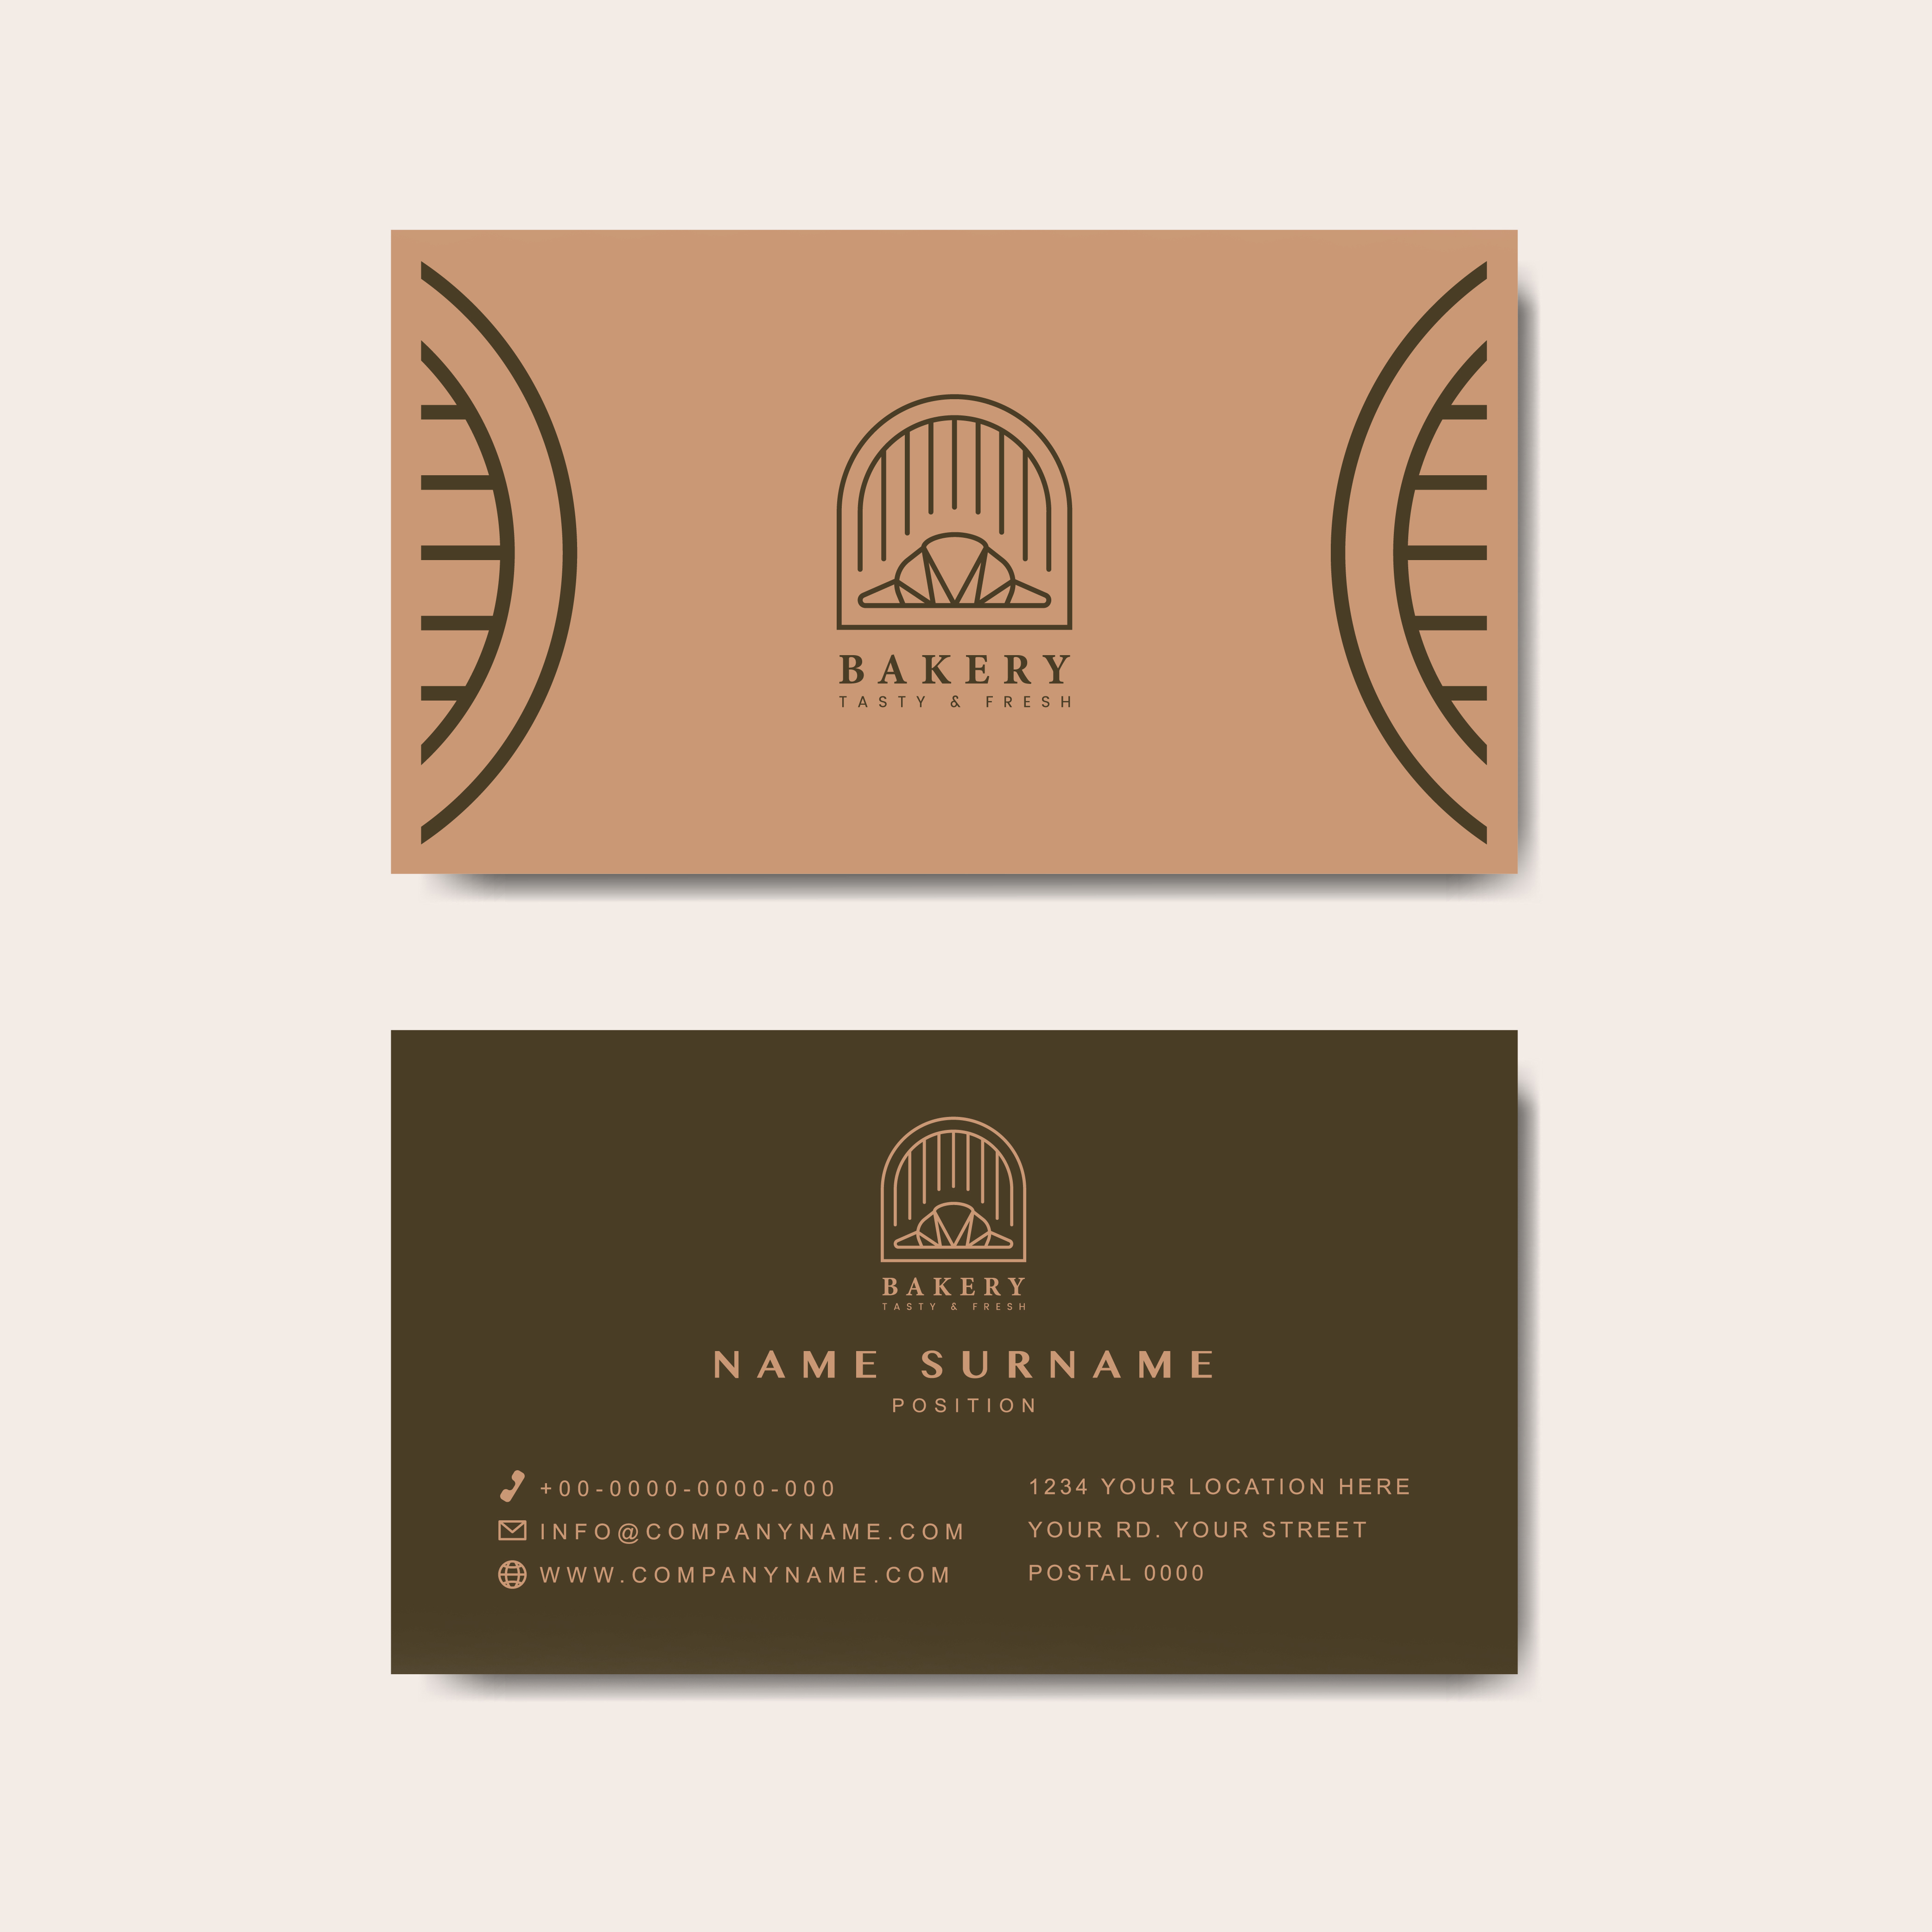 BAKERY
TASTY & FRESH
BAKERY
TASTY & FRESH
NAME SURNAME
POSITION
+00-0000-0000-000
INFO@COMPANYNAME.COM
WWW.COMPANYNAME.COM
1234 YOUR LOCATION HERE
YOUR RD. YOUR STREET
POSTAL 0000